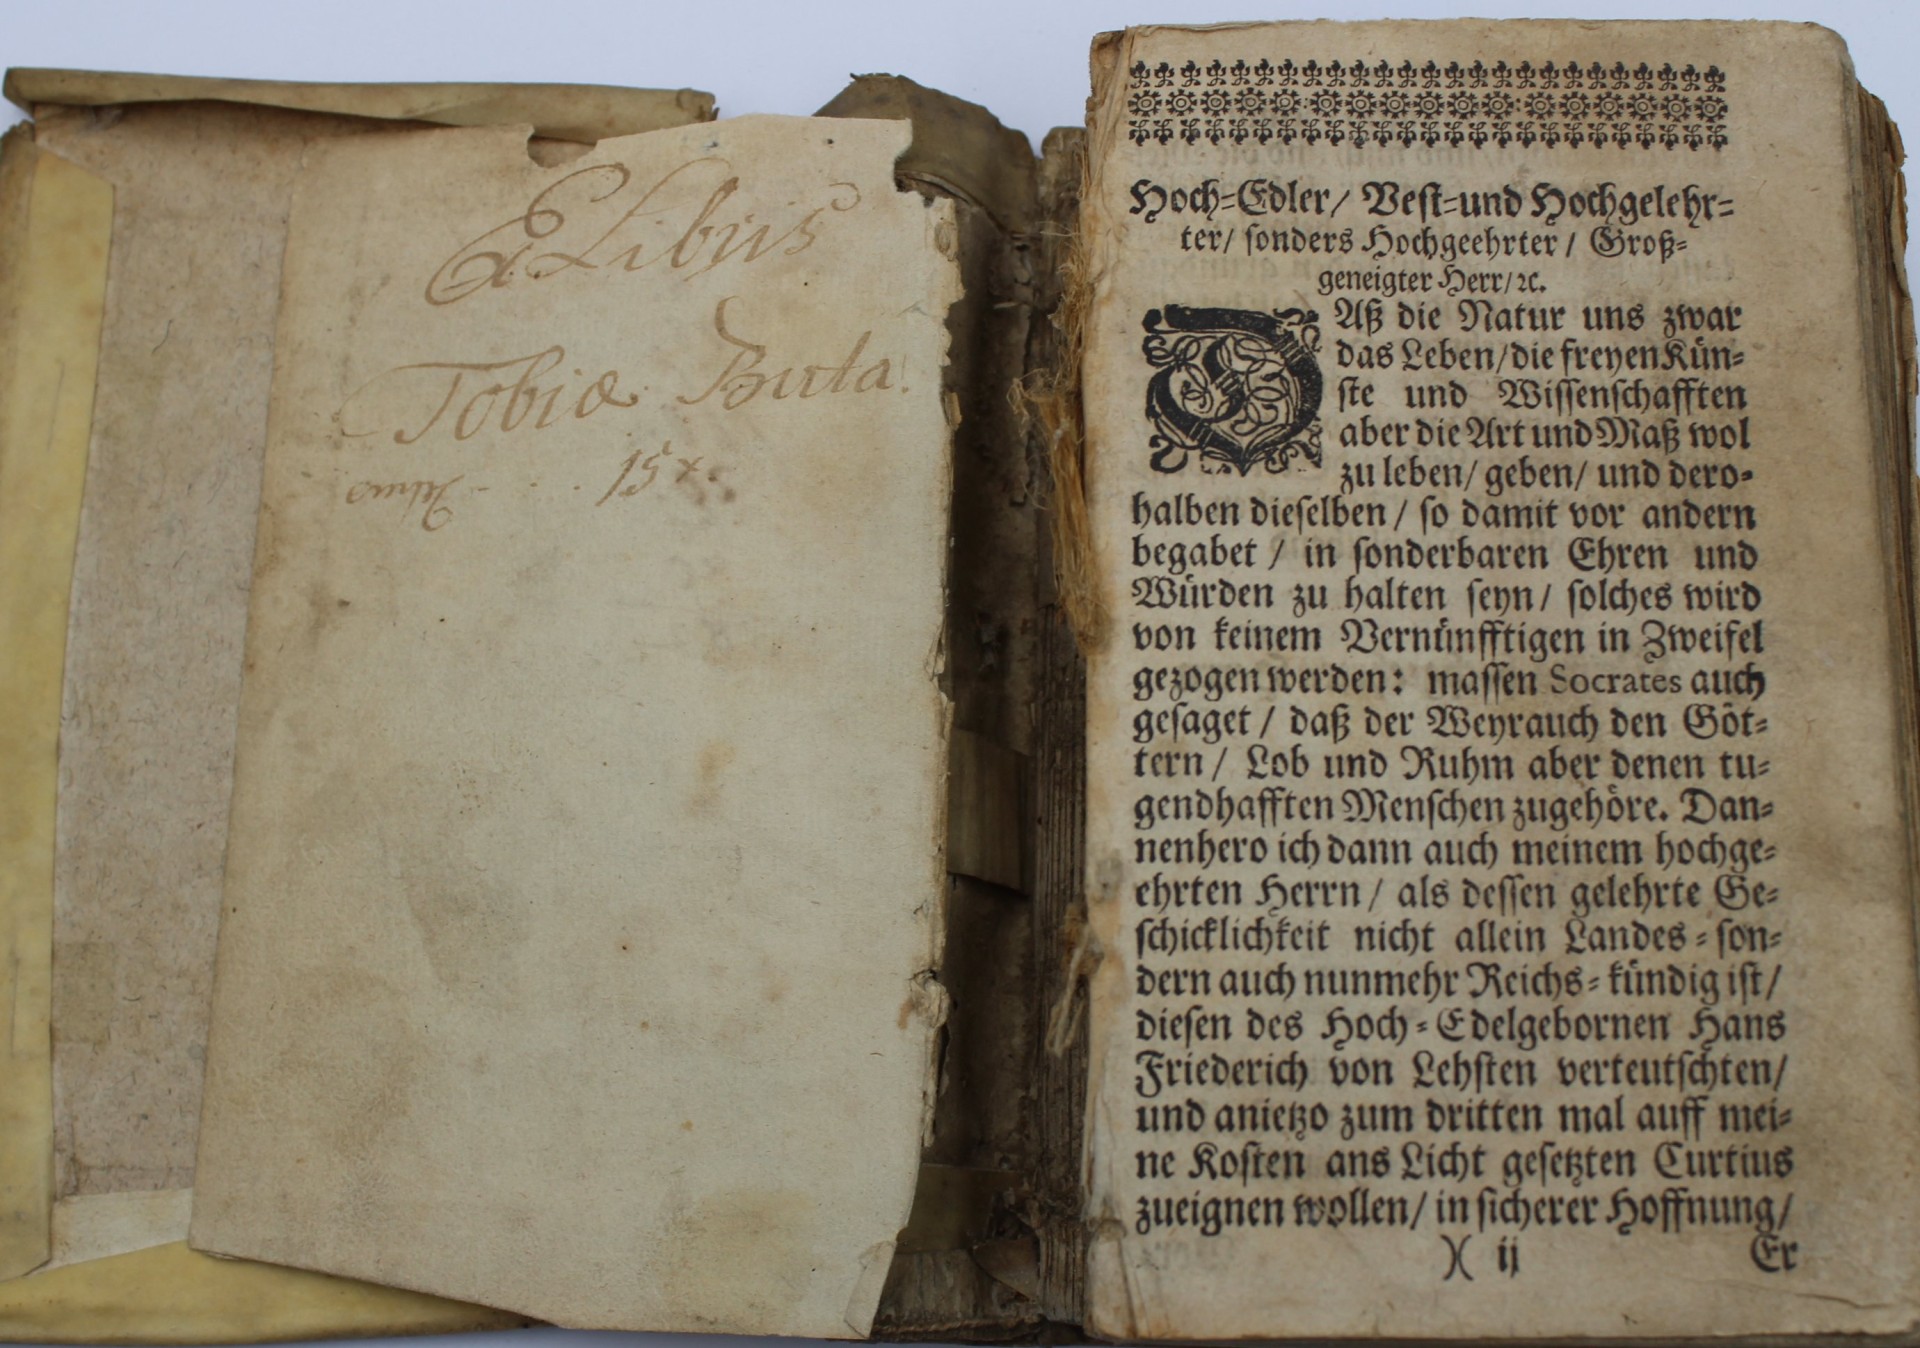 Ex Libris
Tobiæ Buta.
15x.
Hoch-Edler/ Vest-und Hochgelehr-
ter/ sonders Hochgeehrter/ Groß-
geneigter Herr/ ꝛc.
DAß die Natur uns zwar
das Leben/ die freyen Kün-
ste und Wissenschafften
aber die Art und Maß wol
zu leben/ geben/ und dero-
halben dieselben/ so damit vor andern
begabet/ in sonderbaren Ehren und
Würden zu halten seyn/ solches wird
von keinem Vernünfftigen in Zweifel
gezogen werden: massen Socrates auch
gesaget/ daß der Weyrauch den Göt-
tern/ Lob und Ruhm aber denen tu-
gendhafften Menschen zugehöre. Dan-
nenhero ich dann auch meinem hochge-
ehrten Herrn/ als dessen gelehrte Ge-
schicklichkeit nicht allein Landes-son-
dern auch nunmehr Reichs-kündig ist/
diesen des Hoch-Edelgebornen Hans
Friederich von Lehsten verteutschten/
und anietzo zum dritten mal auff mei-
ne Kosten ans Licht gesetzten Curtius
zueignen wollen/ in sicherer Hoffnung/
)( ij Er